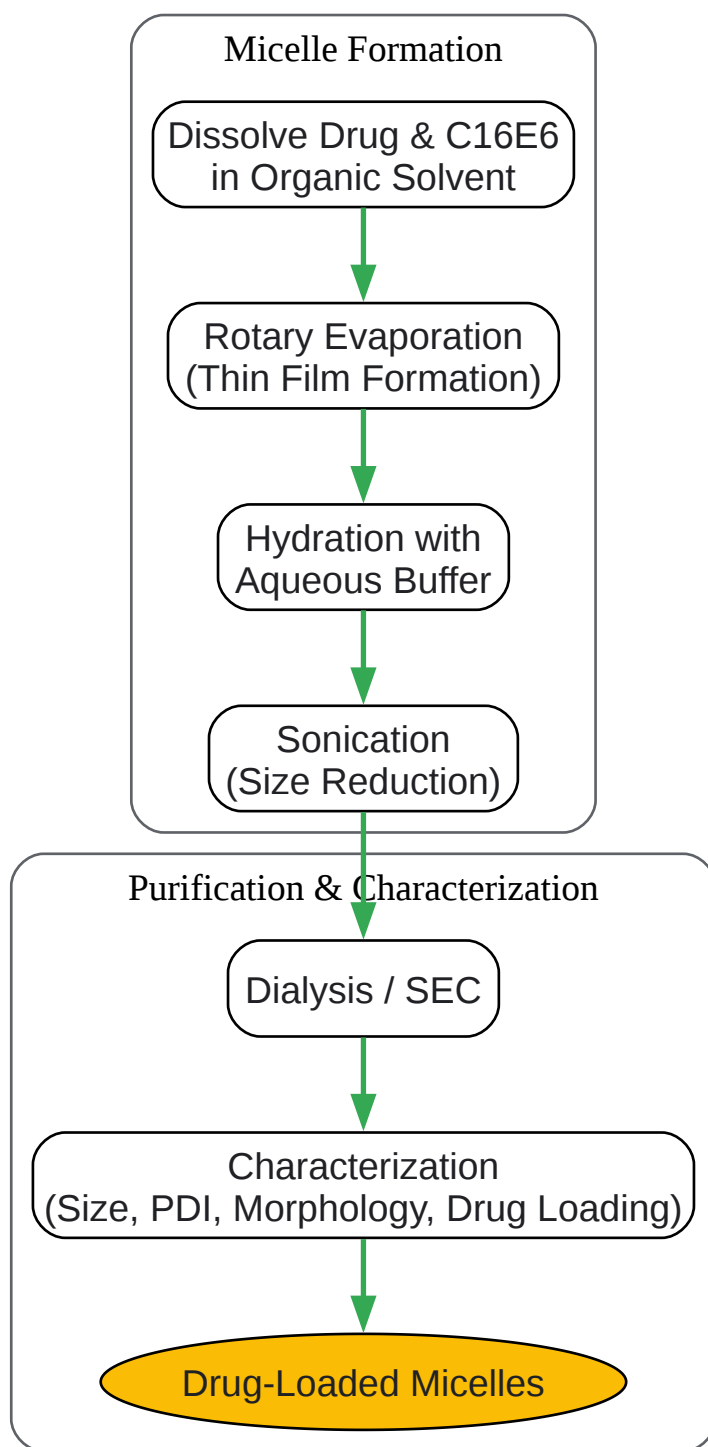 Micelle Formation
Dissolve Drug & C16E6
in Organic Solvent
Rotary Evaporation
(Thin Film Formation)
Hydration with
Aqueous Buffer
Sonication
(Size Reduction)
Purification & Characterization
Dialysis / SEC
Characterization
(Size, PDI, Morphology, Drug Loading)
Drug-Loaded Micelles